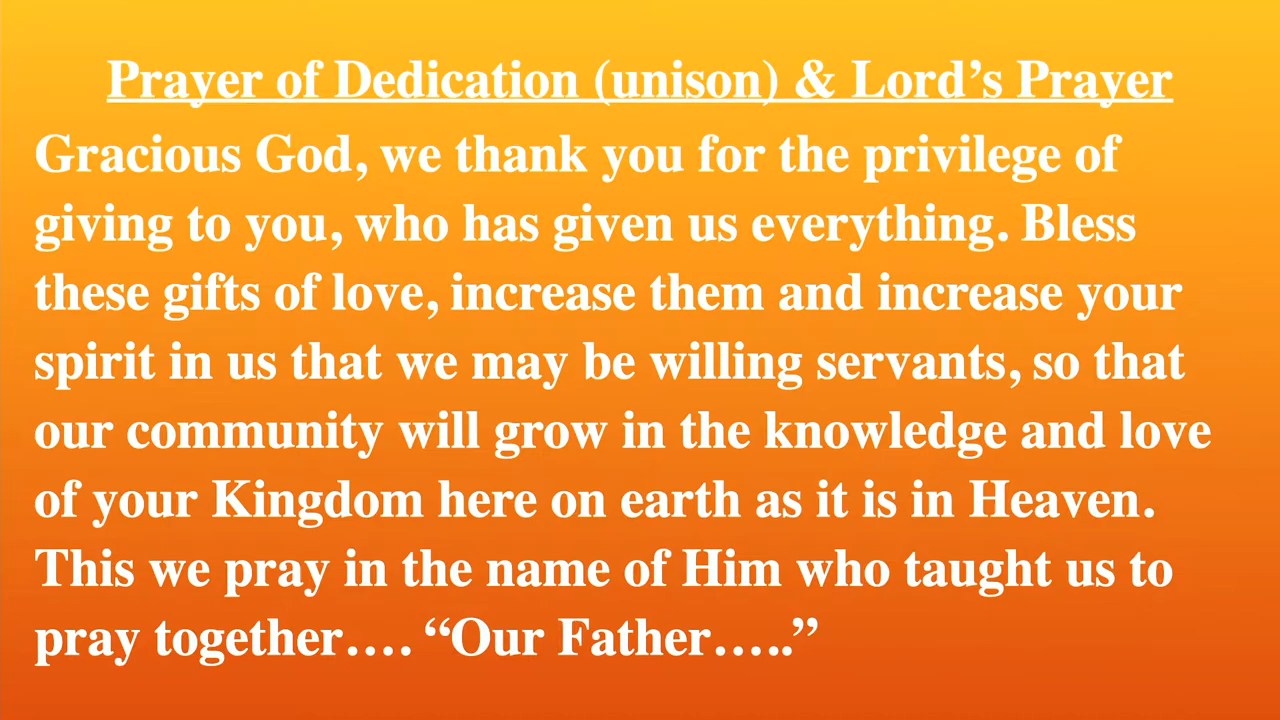 Prayer of Dedication (unison) & Lord’s Prayer
Gracious God, we thank you for the privilege of
giving to you, who has given us everything. Bless
these gifts of love, increase them and increase your
spirit in us that we may be willing servants, so that
our community will grow in the knowledge and love
of your Kingdom here on earth as it is in Heaven.
This we pray in the name of Him who taught us to
pray together…. “Our Father…..”